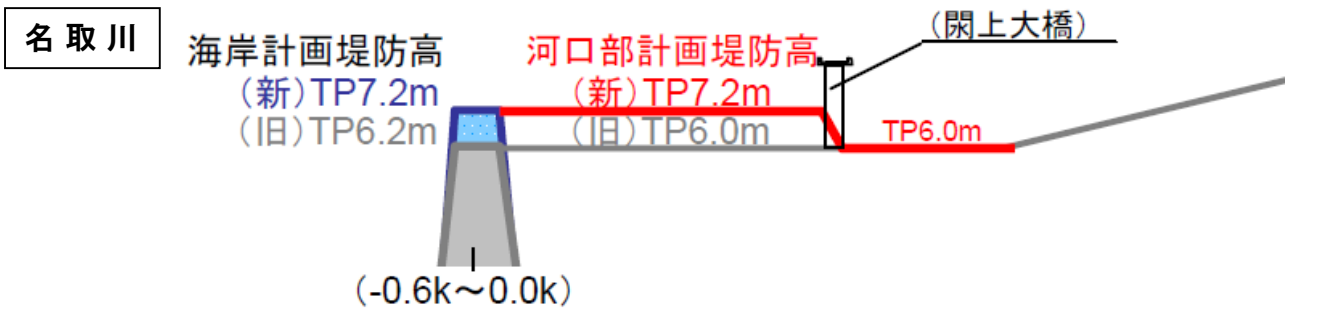 名取川
海岸計画堤防高
(新)TP7.2m
(旧)TP6.2m
河口部計画堤防高
(新)TP7.2m
(旧)TP6.0m
(閖上大橋)
TP6.0m
(-0.6k~0.0k)